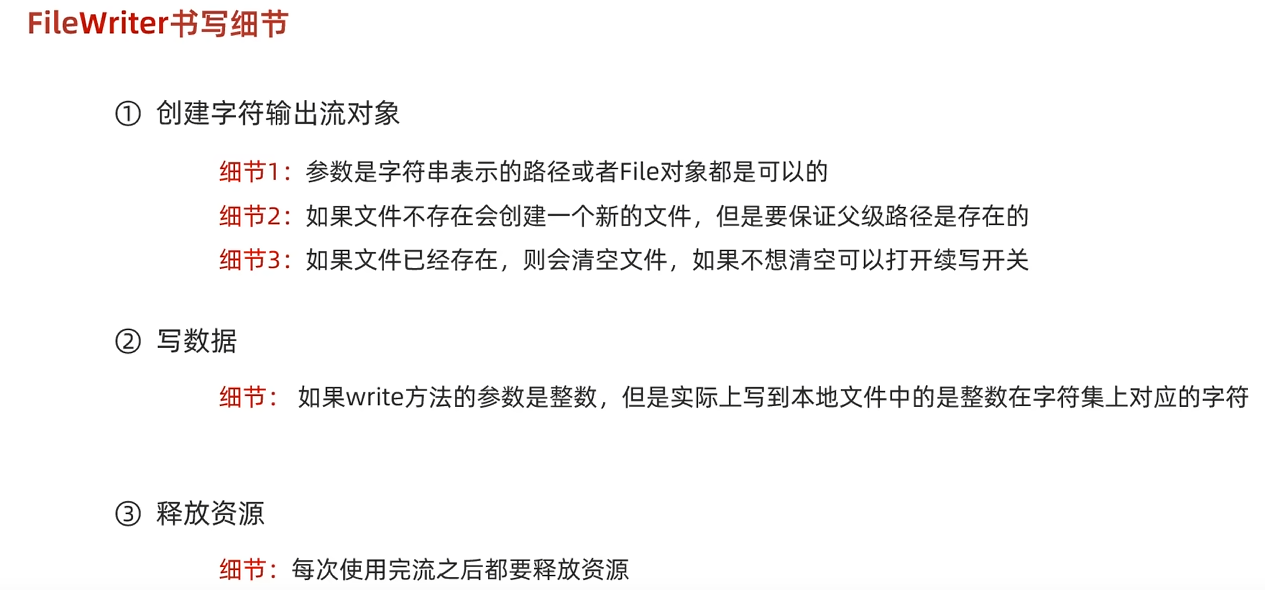 FileWriter书写细节
① 创建字符输出流对象
细节1：参数是字符串表示的路径或者File对象都是可以的
细节2：如果文件不存在会创建一个新的文件，但是要保证父级路径是存在的
细节3：如果文件已经存在，则会清空文件，如果不想清空可以打开续写开关
② 写数据
细节： 如果write方法的参数是整数，但是实际上写到本地文件中的是整数在字符集上对应的字符
③ 释放资源
细节：每次使用完流之后都要释放资源